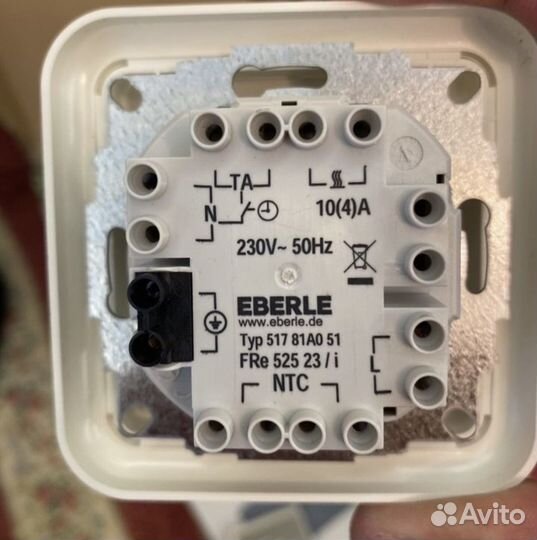 TA
N
10(4)A
230V~ 50Hz
EBERLE
www.eberle.de
Typ 517 81A0 51
FRe 525 23 / i
L
NTC
Avito